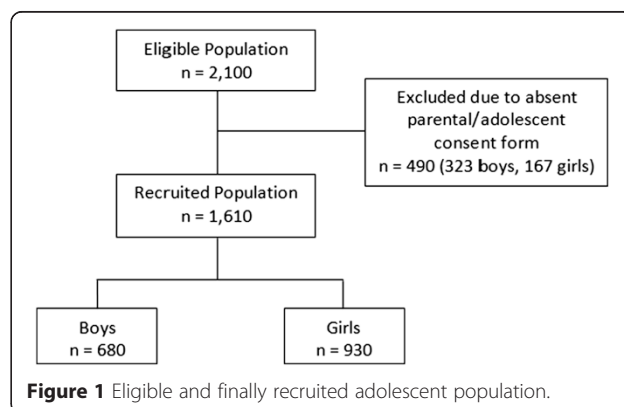 Eligible Population
n = 2,100
Excluded due to absent
parental/adolescent
consent form
n = 490 (323 boys, 167 girls)
Recruited Population
n = 1,610
Boys
n = 680
Girls
n = 930
Figure 1 Eligible and finally recruited adolescent population.